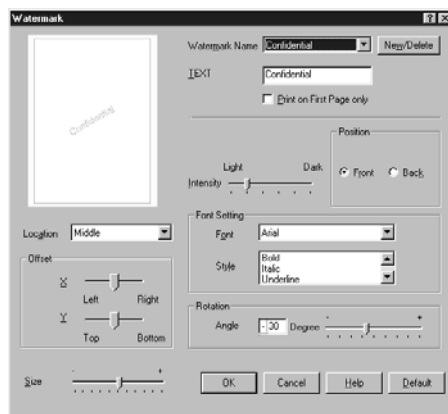 Watermark
Watermark Name Confidential New/Delete
TEXT Confidential
Print on First Page only
Confidential
Position
Front Back
Light Dark
Intensity
Location Middle
Font Setting
Font Arial
Style Bold
Italic
Underline
Offset
X
Left Right
Y
Top Bottom
Rotation
Angle -30 Degree - +
Size - +
OK Cancel Help Default